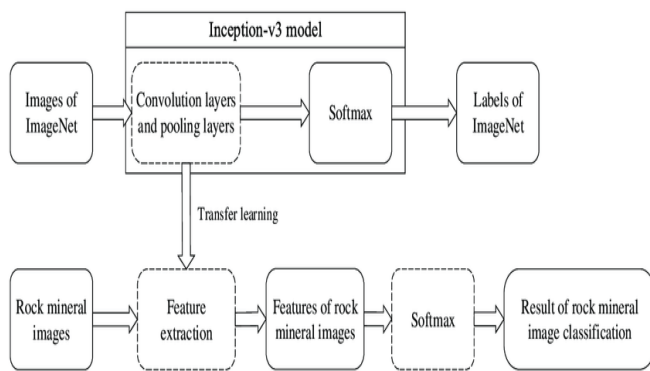 Inception-v3 model
Images of
ImageNet
Convolution layers
and pooling layers
Softmax
Labels of
ImageNet
Transfer learning
Rock mineral
images
Feature
extraction
Features of rock
mineral images
Softmax
Result of rock mineral
image classification